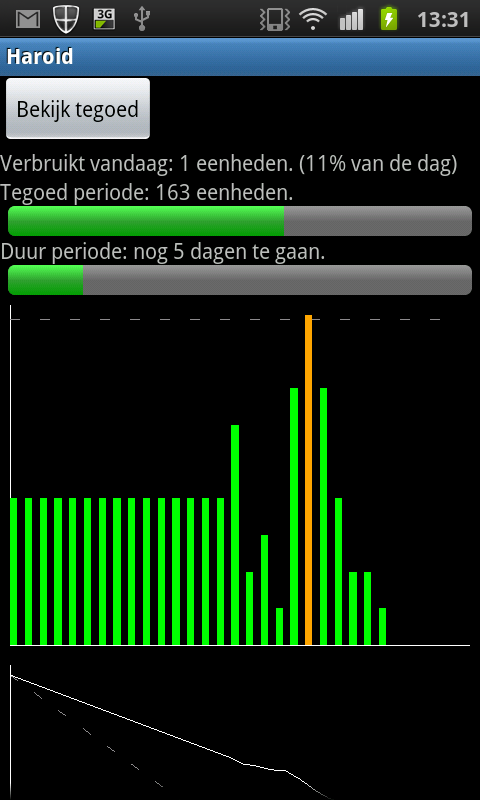 3G
13:31
Haroid
Bekijk tegoed
Verbruikt vandaag: 1 eenheden. (11% van de dag)
Tegoed periode: 163 eenheden.
Duur periode: nog 5 dagen te gaan.